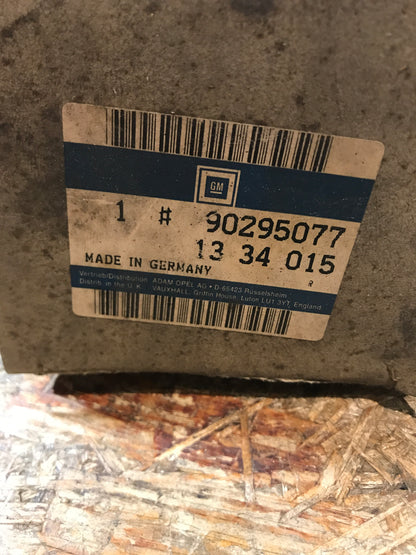 GM
1 # 90295077
13 34 015
MADE IN GERMANY
Vertrieb/Distribution ADAM OPEL AG • D-65423 Rüsselsheim
Distrib. in the U.K. VAUXHALL, Griffin House, Luton LU1 3YT, England